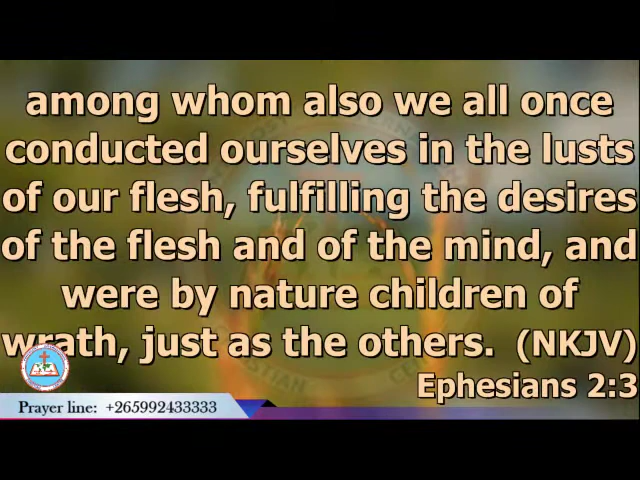 among whom also we all once
conducted ourselves in the lusts
of our flesh, fulfilling the desires
of the flesh and of the mind, and
were by nature children of
wrath, just as the others. (NKJV)
Ephesians 2:3
Prayer line: +265992433333